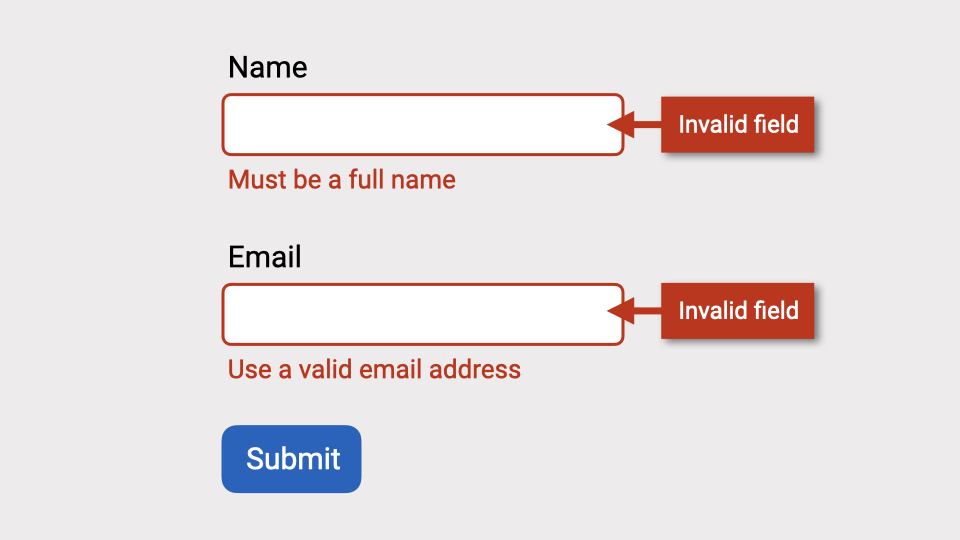 Name
Invalid field
Must be a full name
Email
Invalid field
Use a valid email address
Submit